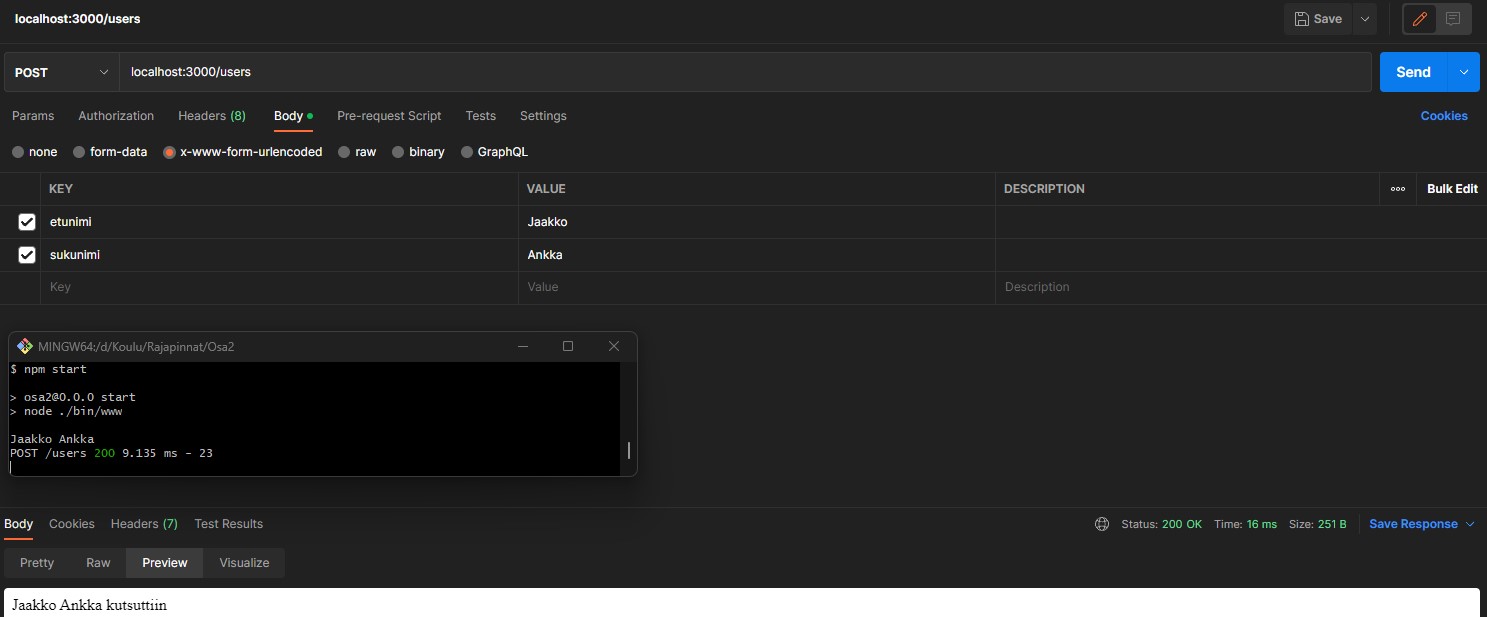 localhost:3000/users
Save
POST localhost:3000/users Send
Params Authorization Headers (8) Body Pre-request Script Tests Settings Cookies
none form-data x-www-form-urlencoded raw binary GraphQL
KEY VALUE DESCRIPTION Bulk Edit
etunimi Jaakko
sukunimi Ankka
Key Value Description
MINGW64:/d/Koulu/Rajapinnat/Osa2
$ npm start
> osa2@0.0.0 start
> node ./bin/www
Jaakko Ankka
POST /users 200 9.135 ms - 23
Body Cookies Headers (7) Test Results Status: 200 OK Time: 16 ms Size: 251 B Save Response
Pretty Raw Preview Visualize
Jaakko Ankka kutsuttiin